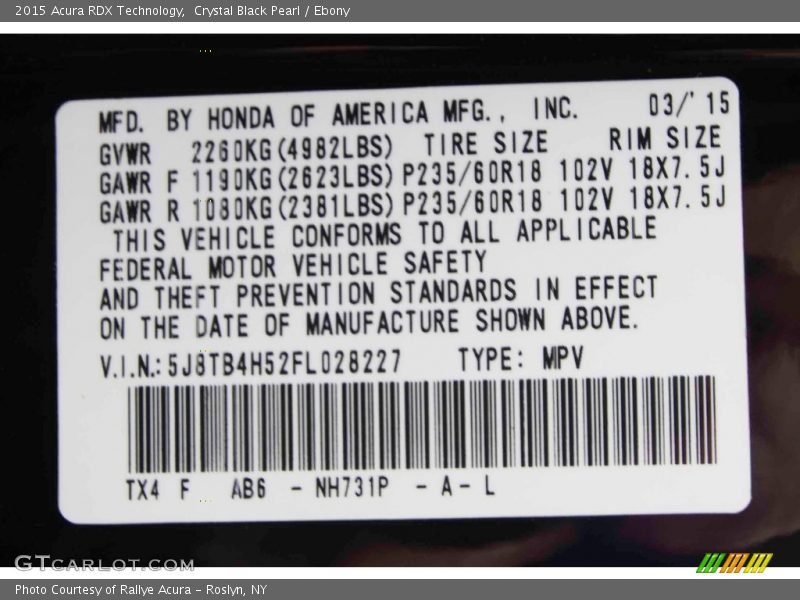 2015 Acura RDX Technology,  Crystal Black Pearl / Ebony
MFD. BY HONDA OF AMERICA MFG., INC. 03/'15
GVWR 2260KG(4982LBS) TIRE SIZE RIM SIZE
GAWR F 1190KG(2623LBS) P235/60R18 102V 18X7.5J
GAWR R 1080KG(2381LBS) P235/60R18 102V 18X7.5J
THIS VEHICLE CONFORMS TO ALL APPLICABLE
FEDERAL MOTOR VEHICLE SAFETY
AND THEFT PREVENTION STANDARDS IN EFFECT
ON THE DATE OF MANUFACTURE SHOWN ABOVE.
V.I.N.: 5J8TB4H52FL028227 TYPE: MPV
TX4 F AB6 - NH731P - A - L
GTCARLOT.COM
Photo Courtesy of Rallye Acura - Roslyn, NY